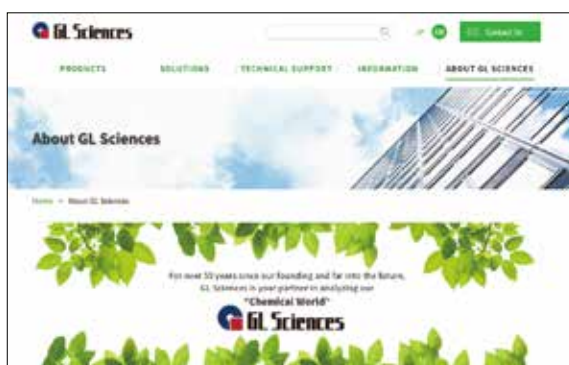 GL Sciences
JP EN Contact Us
PRODUCTS SOLUTIONS TECHNICAL SUPPORT INFORMATION ABOUT GL SCIENCES
About GL Sciences
Home > About GL Sciences
For over 50 years since our founding and far into the future,
GL Sciences is your partner in analyzing our
"Chemical World"
GL Sciences